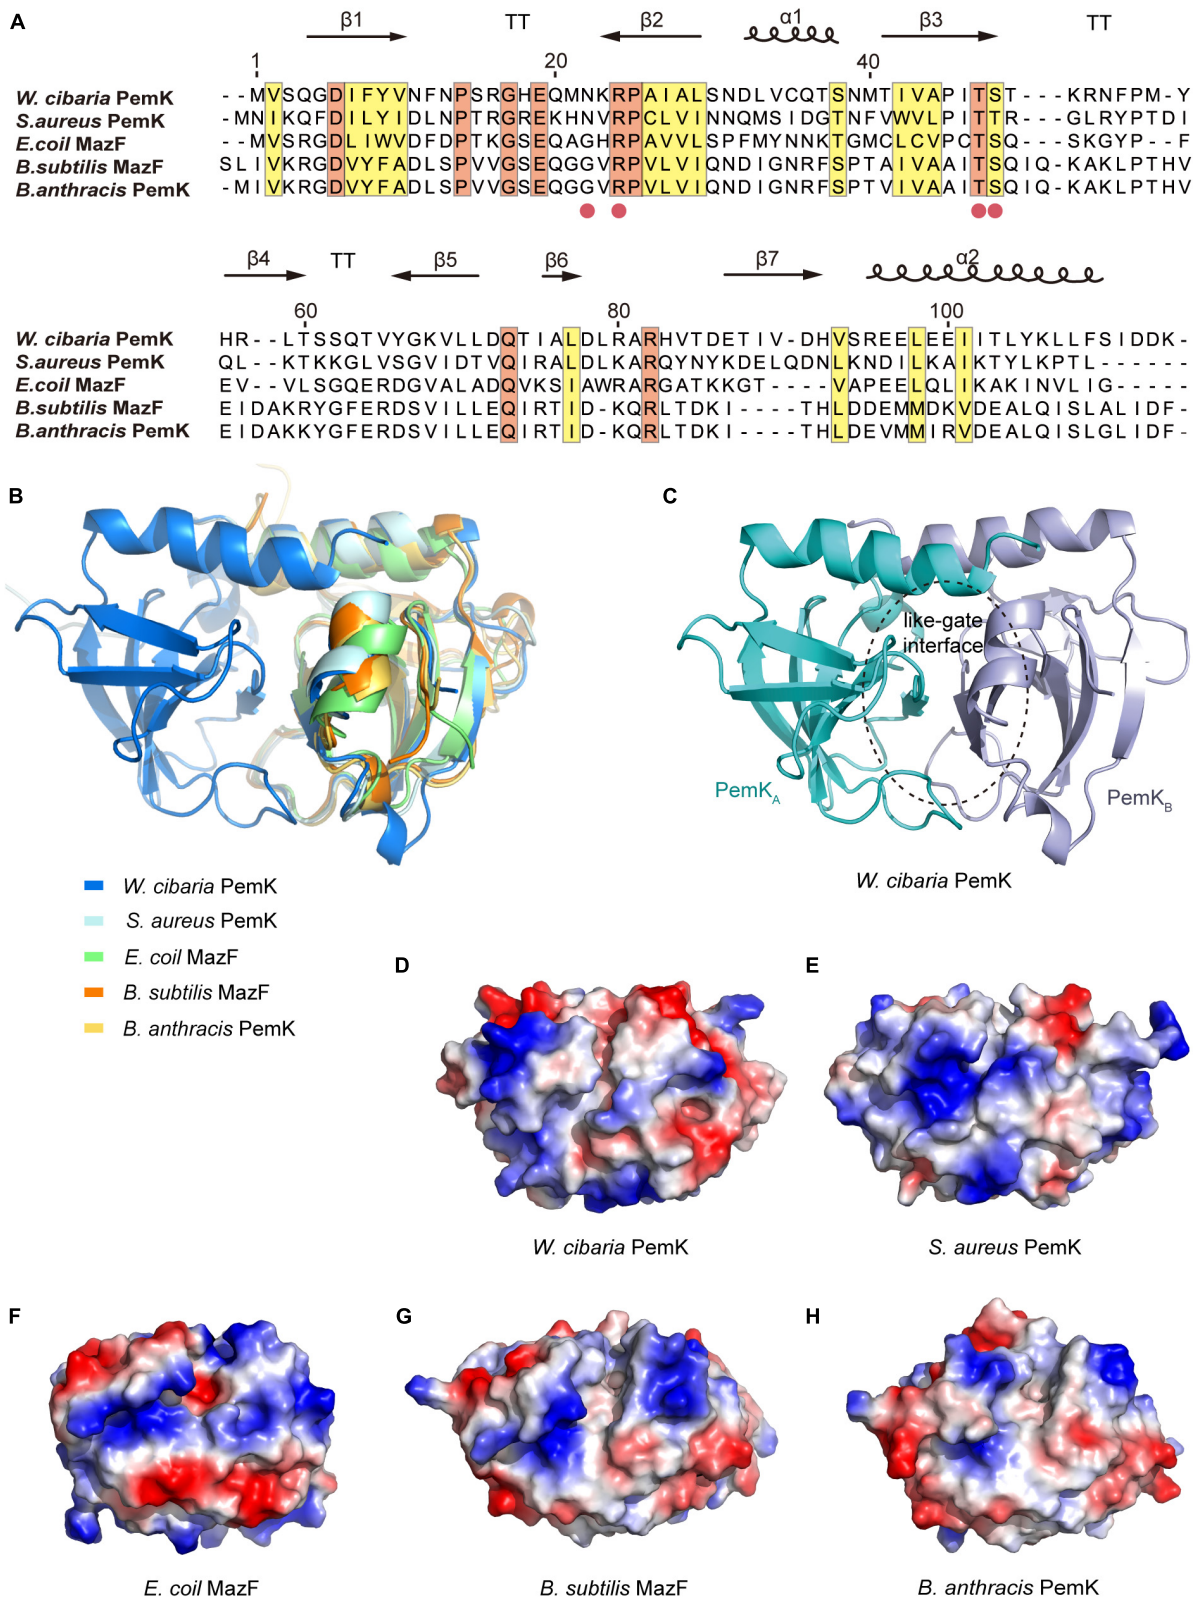 A
β1 TT β2 α1 β3 TT
1 20 40
W. cibaria PemK --MVSQGDIFYVNFNPSRGHEQMNKRPAIALSNDLVCQTSNMTIVAPITST---KRNFPM-Y
S.aureus PemK -MNIKQFDILYIDLNPTRGREKHNVRPCLVINNQMSIDGTNFVWVLPITTR---GLRYPTDI
E.coil MazF --MVSRGDLIWVDFDPTKGSEQAGHRPAVVLSPFMYNNKTGMCLCVPCTSQ---SKGYP--F
B.subtilis MazF SLIVKRGDVYFADLSPVVGSEQGGVRPVLVIQNDIGNRFSPTAIVAAITSQIQ-KAKLPTHV
B.anthracis PemK -MIVKRGDVYFADLSPVVGSEQGGVRPVLVIQNDIGNRFSPTVIVAAITSQIQ-KAKLPTHV
β4 TT β5 β6 β7 α2
60 80 100
W. cibaria PemK HR--LTSSQTVYGKVLLDQTIALDLRARHVTDETIV-DHVSREELEEIITLYKLLFSIDDK-
S.aureus PemK QL--KTKKGLVSGVIDTVQIRALDLKARQYNYKDELQDNLKNDILKAIKTYLKPTL------
E.coil MazF EV--VLSGQERDGVALADQVKSIAWRARGATKKGT----VAPEELQLIKAKINVLIG-----
B.subtilis MazF EIDAKRYGFERDSVILLEQIRTID-KQRLTDKI----THLDDEMMDKVDEALQISLALIDF-
B.anthracis PemK EIDAKKYGFERDSVILLEQIRTID-KQRLTDKI----THLDEVMMIRVDEALQISLGLIDF-
B
C
like-gate
interface
PemKA
PemKB
W. cibaria PemK
W. cibaria PemK
S. aureus PemK
E. coil MazF
B. subtilis MazF
B. anthracis PemK
D
E
W. cibaria PemK
S. aureus PemK
F
G
H
E. coil MazF
B. subtilis MazF
B. anthracis PemK